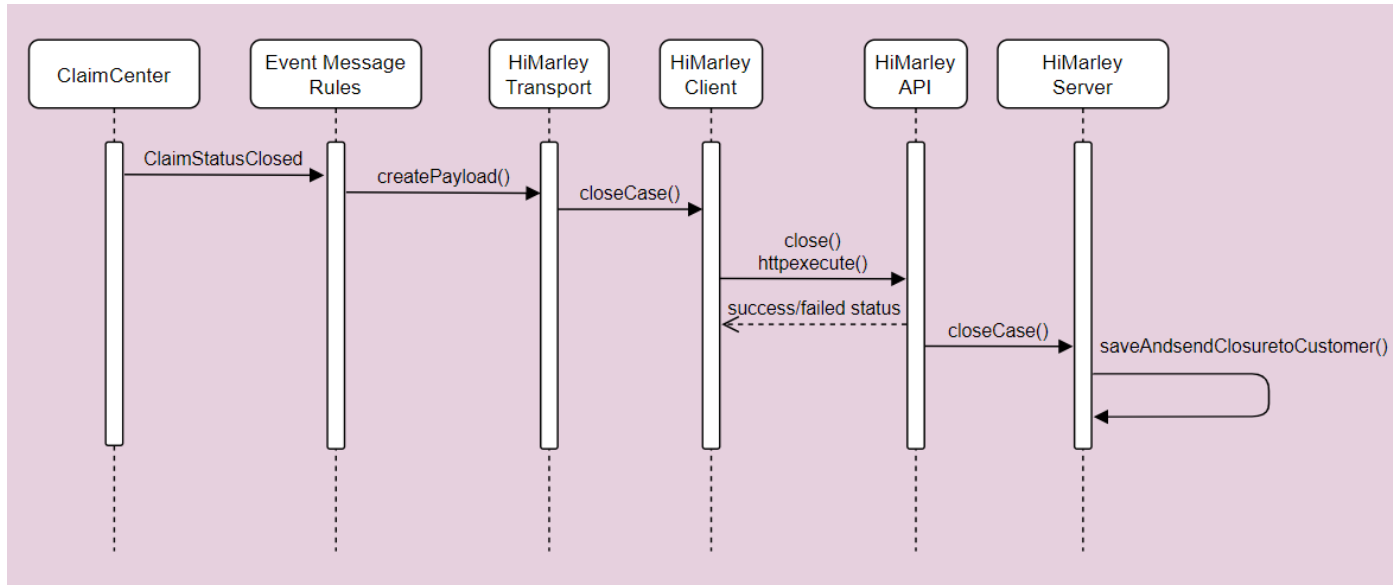 ClaimCenter
Event Message
Rules
HiMarley
Transport
HiMarley
Client
HiMarley
API
HiMarley
Server
ClaimStatusClosed
createPayload()
closeCase()
close()
httpexecute()
success/failed status
closeCase()
saveAndsendClosuretoCustomer()